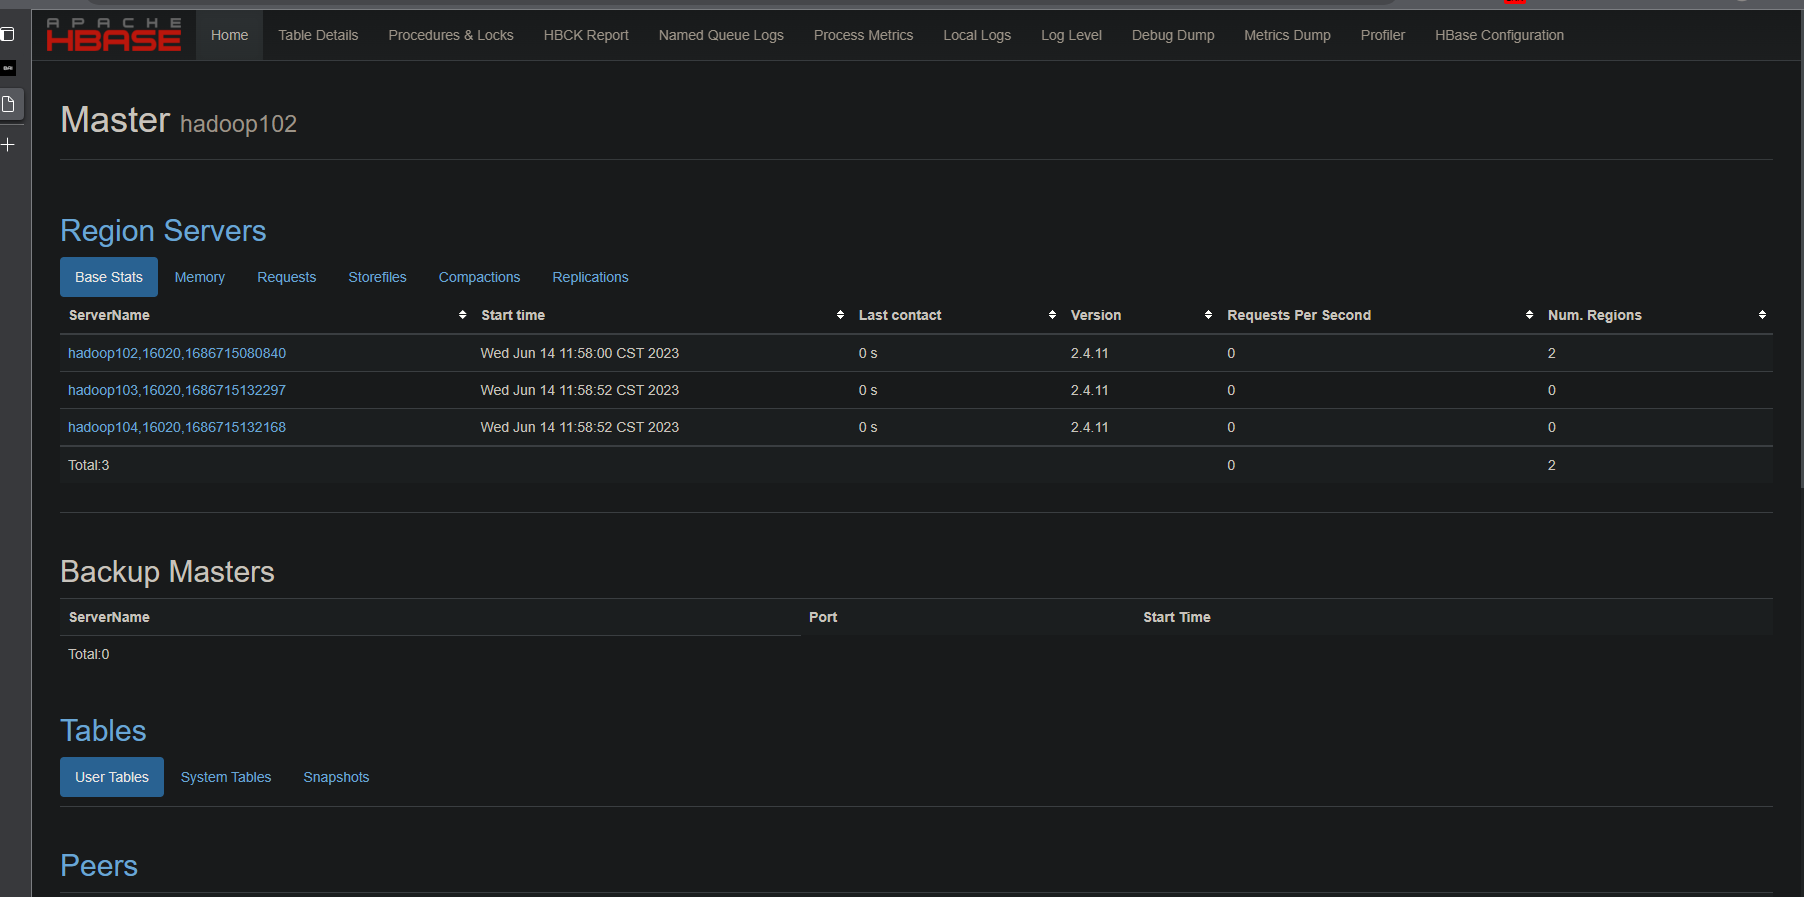 APACHE
HBASE
Home Table Details Procedures & Locks HBCK Report Named Queue Logs Process Metrics Local Logs Log Level Debug Dump Metrics Dump Profiler HBase Configuration
Master hadoop102
Region Servers
Base Stats Memory Requests Storefiles Compactions Replications
ServerName Start time Last contact Version Requests Per Second Num. Regions
hadoop102,16020,1686715080840 Wed Jun 14 11:58:00 CST 2023 0 s 2.4.11 0 2
hadoop103,16020,1686715132297 Wed Jun 14 11:58:52 CST 2023 0 s 2.4.11 0 0
hadoop104,16020,1686715132168 Wed Jun 14 11:58:52 CST 2023 0 s 2.4.11 0 0
Total:3 0 2
Backup Masters
ServerName Port Start Time
Total:0
Tables
User Tables System Tables Snapshots
Peers